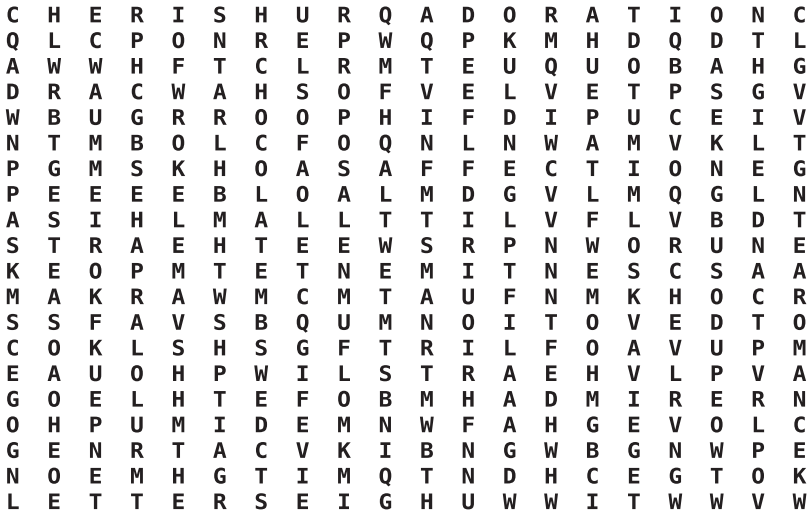 C H E R I S H U R Q A D O R A T I O N C
Q L C P O N R E P W Q P K M H D Q D T L
A W W H F T C L R M T E U Q U O B A H G
D R A C W A H S O F V E L V E T P S G V
W B U G R R O O P H I F D I P U C E I V
N T M B O L C F O Q N L N W A M V K L T
P G M S K H O A S A F F E C T I O N E G
P E E E E B L O A L M D G V L M Q G L N
A S I H L M A L L T T I L V F L V B D T
S T R A E H T E E W S R P N W O R U N E
K E O P M T E T N E M I T N E S C S A A
M A K R A W M C M T A U F N M K H O C R
S S F A V S B Q U M N O I T O V E D T O
C O K L S H S G F T R I L F O A V U P M
E A U O H P W I L S T R A E H V L P V A
G O E L H T E F O B M H A D M I R E R N
O H P U M I D E M N W F A H G E V O L C
G E N R T A C V K I B N G W B G N W P E
N O E M H G T I M Q T N D H C E G T O K
L E T T E R S E I G H U W W I T W W V W